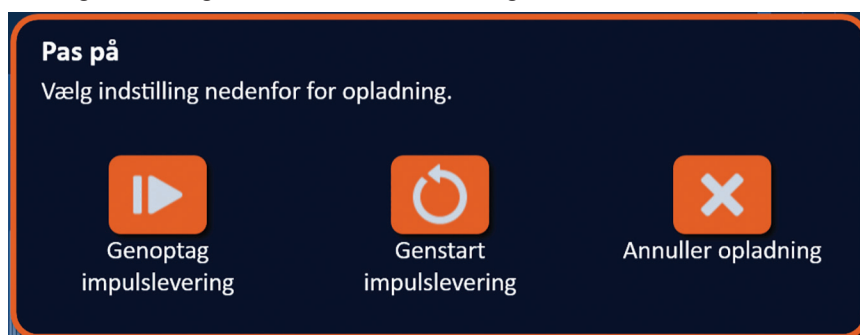 Pas på
Vælg indstilling nedenfor for opladning.
Genoptag
impulslevering
Genstart
impulslevering
Annuller opladning